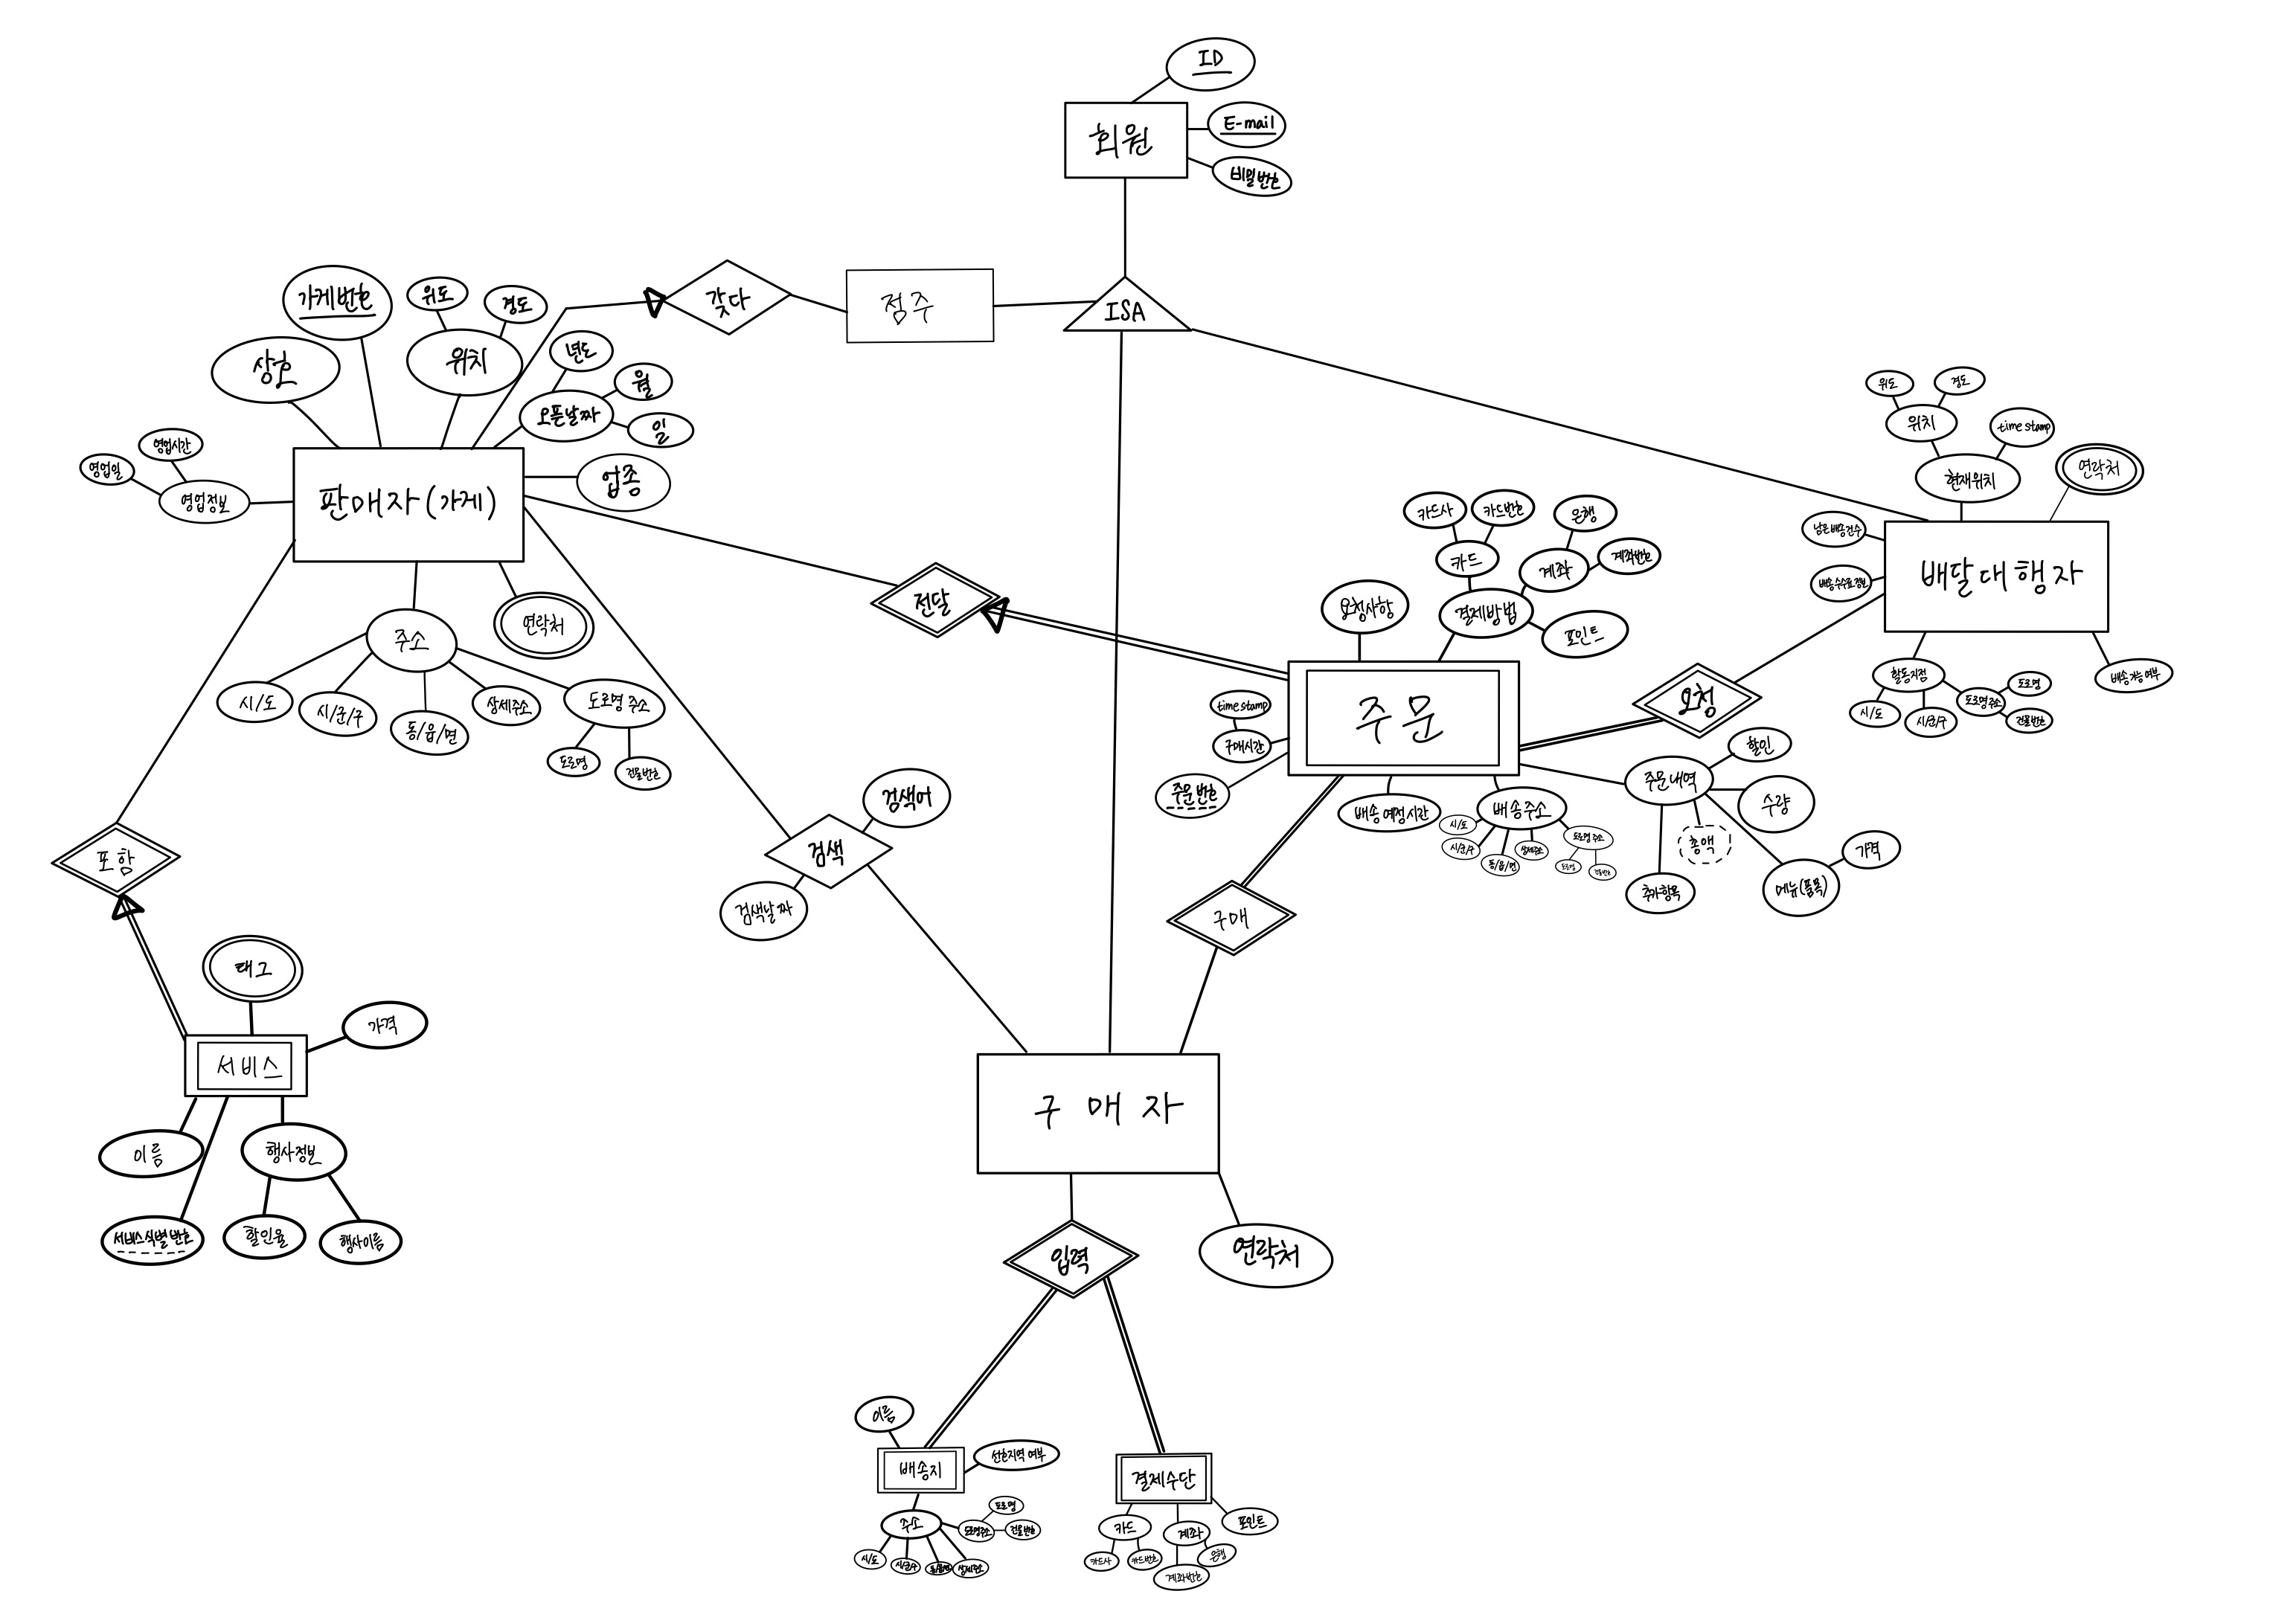 ID
E-mail
비밀번호
회원
ISA
점주
갖다
가게번호
위도
경도
위치
상호
년도
월
일
오픈날짜
업종
영업시간
영업일
영업정보
판매자(가게)
연락처
주소
시/도
시/군/구
동/읍/면
상세주소
도로명 주소
도로명
건물번호
전달
포함
태그
가격
서비스
이름
서비스식별번호
행사정보
할인율
행사이름
검색어
검색
검색날짜
요청사항
카드사
카드번호
카드
은행
계좌번호
계좌
결제방법
포인트
주문
time stamp
구매시간
주문번호
배송 예정시간
배송주소
시/도
시/군/구
동/읍/면
상세주소
도로명 주소
도로명
건물번호
주문내역
할인
수량
총액
추가항목
메뉴(품목)
가격
요청
위도
경도
위치
time stamp
현재위치
연락처
남은배송건수
배송수수료정보
배달대행자
활동지점
시/도
시/군/구
도로명주소
도로명
건물번호
배송가능여부
구매
구매자
연락처
입력
이름
배송지
선호지역 여부
주소
도로명주소
도로명
건물번호
시/도
시/군/구
동/읍/면
상세주소
결제수단
카드
카드사
카드번호
계좌
은행
계좌번호
포인트